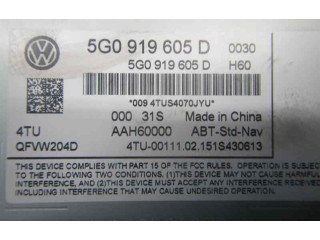 5G0 919 605 D 0030
5G0 919 605 D H60
*009 4TUS4070JYU*
000 31S Made in China
4TU AAH60000 ABT-Std-Nav
QFVW204D 4TU-00111.02.151S430613
THIS DEVICE COMPLIES WITH PART 15 OF THE FCC RULES. OPERATION IS
SUBJECT TO THE FOLLOWING TWO CONDITIONS: (1) THIS DEVICE MAY NOT
CAUSE HARMFUL INTERFERENCE, AND (2) THIS DEVICE MUST ACCEPT ANY
INTERFERENCE RECEIVED, INCLUDING INTERFERENCE THAT MAY
CAUSE UNDESIRED OPERATION.